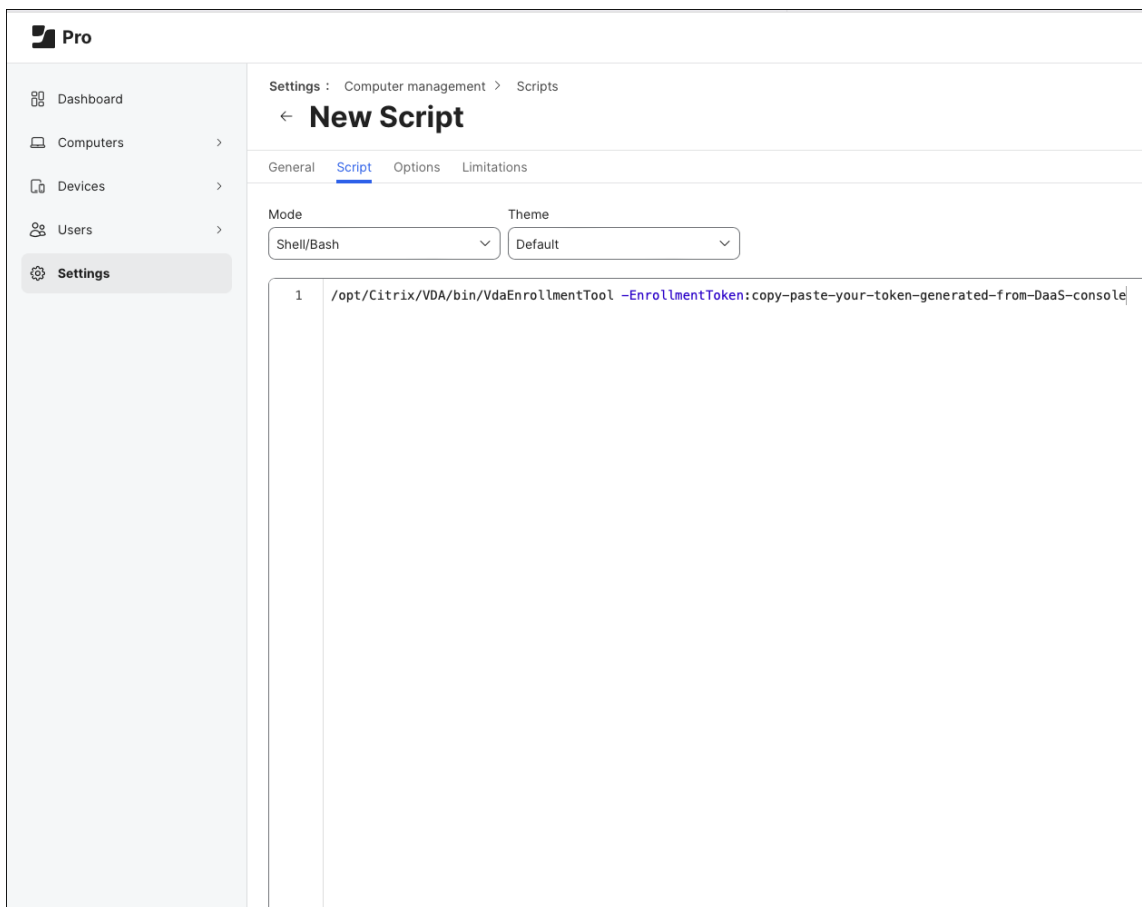 Pro
Dashboard
Computers
Devices
Users
Settings
Settings : Computer management > Scripts
← New Script
General Script Options Limitations
Mode Theme
Shell/Bash Default
1 /opt/Citrix/VDA/bin/VdaEnrollmentTool -EnrollmentToken:copy-paste-your-token-generated-from-DaaS-console